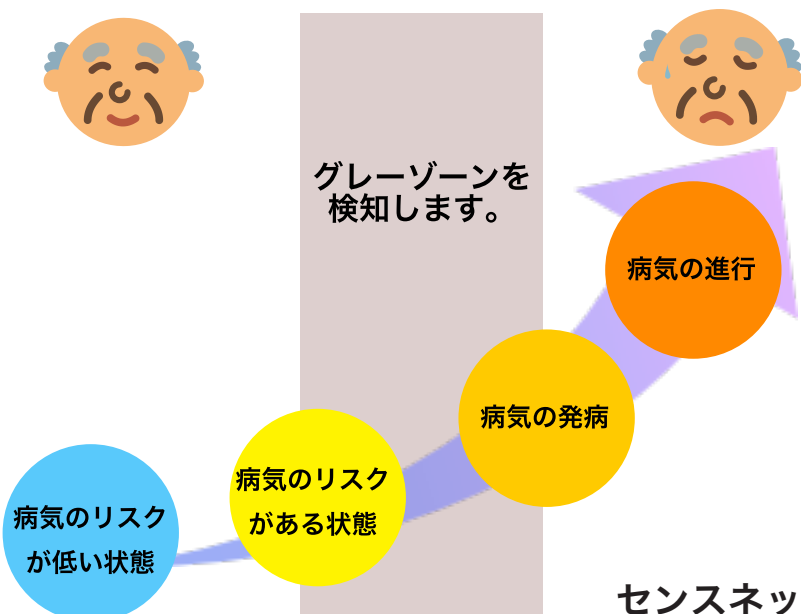 グレーゾーンを
検知します。
病気の進行
病気の発病
病気のリスク
がある状態
病気のリスク
が低い状態
センスネッ